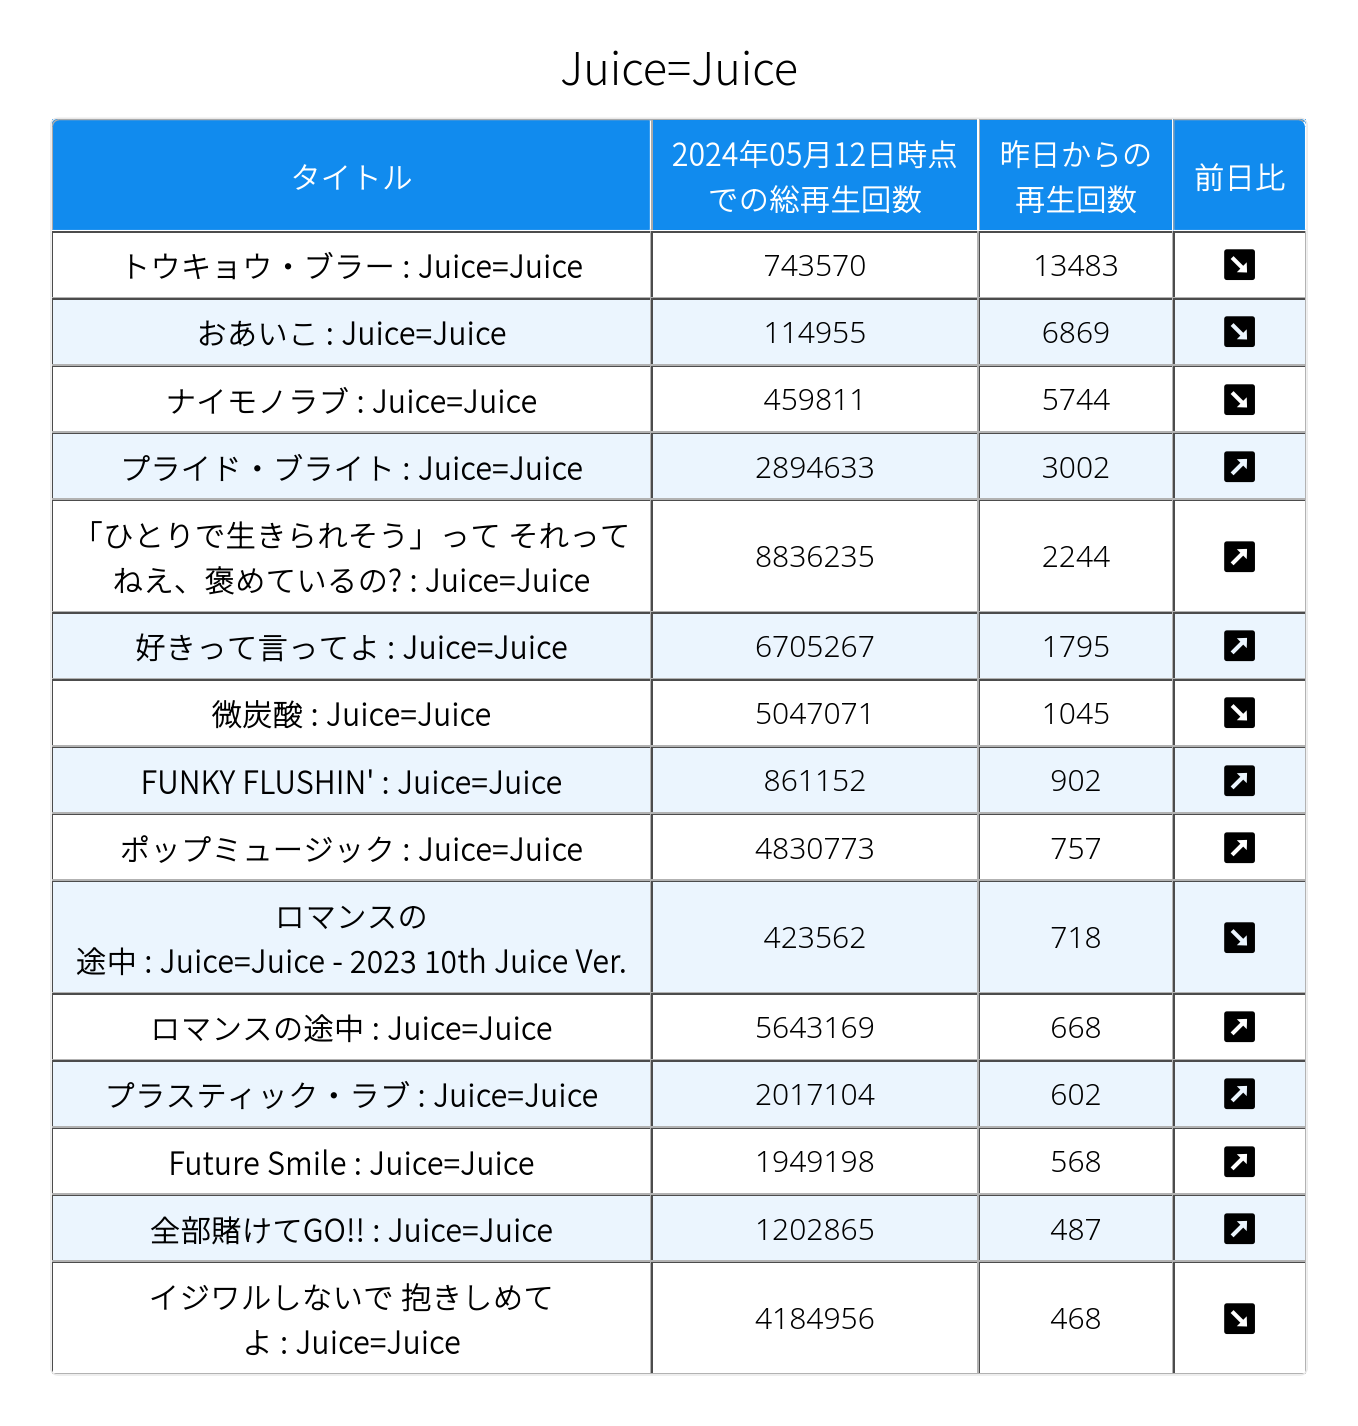 Juice=Juice
タイトル
2024年05月12日時点
での総再生回数
昨日からの
再生回数
前日比
トウキョウ・ブラー : Juice=Juice
743570
13483
おあいこ : Juice=Juice
114955
6869
ナイモノラブ : Juice=Juice
459811
5744
プライド・ブライト : Juice=Juice
2894633
3002
「ひとりで生きられそう」って それって
ねえ、褒めているの? : Juice=Juice
8836235
2244
好きって言ってよ : Juice=Juice
6705267
1795
微炭酸 : Juice=Juice
5047071
1045
FUNKY FLUSHIN' : Juice=Juice
861152
902
ポップミュージック : Juice=Juice
4830773
757
ロマンスの
途中 : Juice=Juice - 2023 10th Juice Ver.
423562
718
ロマンスの途中 : Juice=Juice
5643169
668
プラスティック・ラブ : Juice=Juice
2017104
602
Future Smile : Juice=Juice
1949198
568
全部賭けてGO!! : Juice=Juice
1202865
487
イジワルしないで 抱きしめて
よ : Juice=Juice
4184956
468